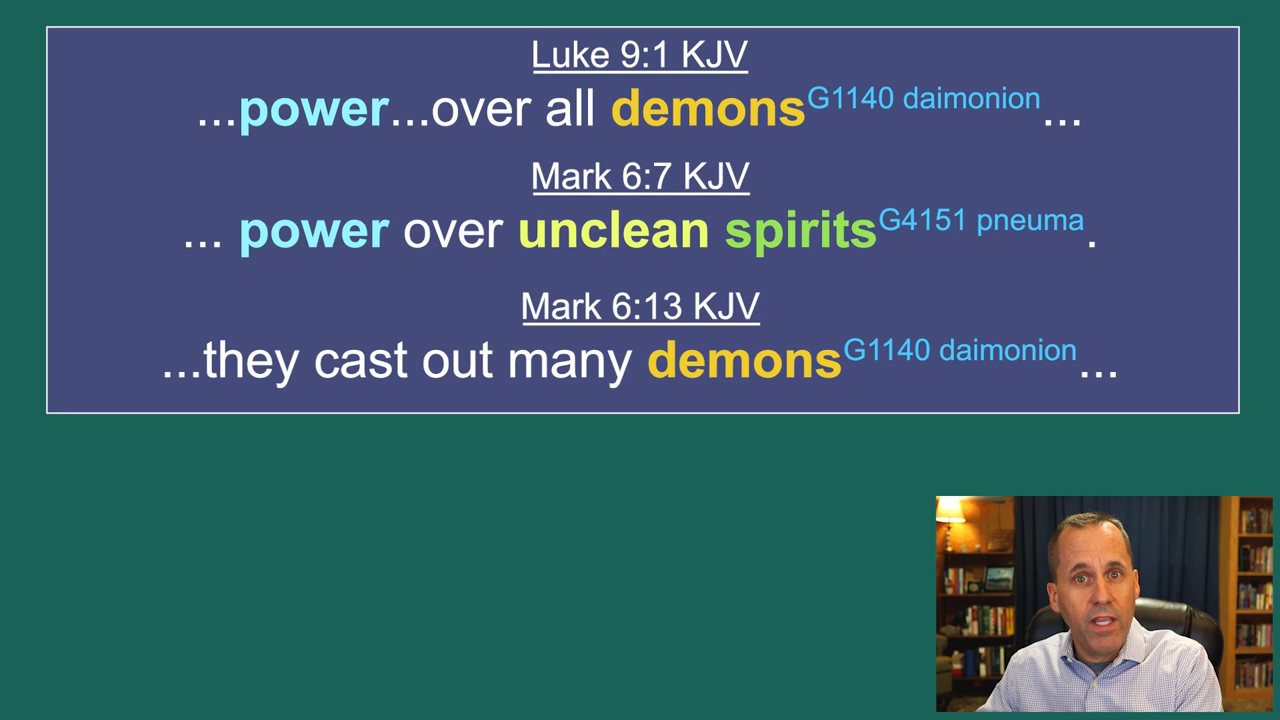 Luke 9:1 KJV
...power...over all demonsG1140 daimonion...
Mark 6:7 KJV
... power over unclean spiritsG4151 pneuma.
Mark 6:13 KJV
...they cast out many demonsG1140 daimonion...